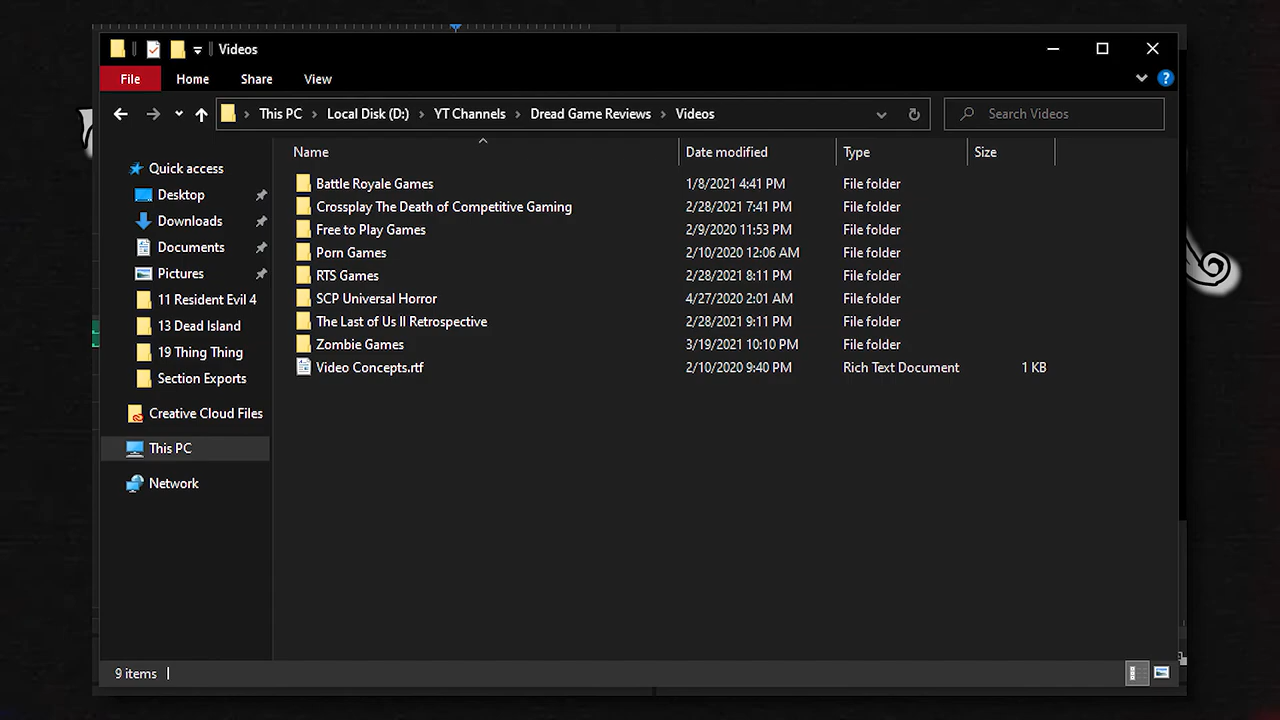 Videos
File Home Share View
This PC Local Disk (D:) YT Channels Dread Game Reviews Videos Search Videos
Name Date modified Type Size
Quick access
Desktop
Downloads
Documents
Pictures
11 Resident Evil 4
13 Dead Island
19 Thing Thing
Section Exports
Creative Cloud Files
This PC
Network
Battle Royale Games 1/8/2021 4:41 PM File folder
Crossplay The Death of Competitive Gaming 2/28/2021 7:41 PM File folder
Free to Play Games 2/9/2020 11:53 PM File folder
Porn Games 2/10/2020 12:06 AM File folder
RTS Games 2/28/2021 8:11 PM File folder
SCP Universal Horror 4/27/2020 2:01 AM File folder
The Last of Us II Retrospective 2/28/2021 9:11 PM File folder
Zombie Games 3/19/2021 10:10 PM File folder
Video Concepts.rtf 2/10/2020 9:40 PM Rich Text Document 1 KB
9 items